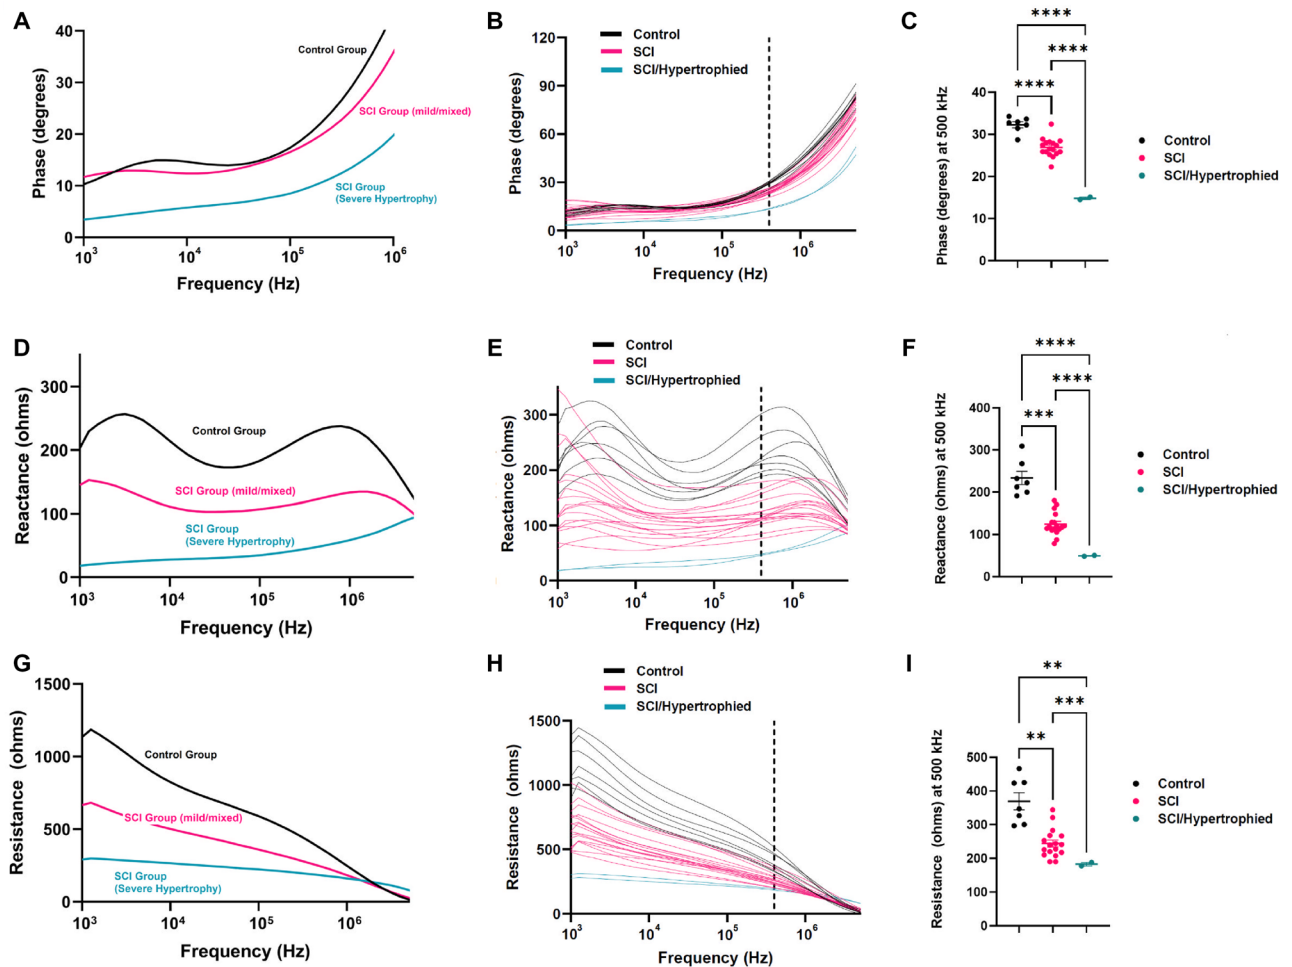 A
40
30
20
10
0
Phase (degrees)
10³
10⁴
10⁵
10⁶
Frequency (Hz)
Control Group
SCI Group (mild/mixed)
SCI Group
(Severe Hypertrophy)
B
Control
SCI
SCI/Hypertrophied
120
90
60
30
0
Phase (degrees)
10³
10⁴
10⁵
10⁶
Frequency (Hz)
C
****
****
****
40
30
20
10
0
Phase (degrees) at 500 kHz
Control
SCI
SCI/Hypertrophied
D
300
200
100
0
Reactance (ohms)
10³
10⁴
10⁵
10⁶
Frequency (Hz)
Control Group
SCI Group (mild/mixed)
SCI Group
(Severe Hypertrophy)
E
Control
SCI
SCI/Hypertrophied
300
200
100
0
Reactance (ohms)
10³
10⁴
10⁵
10⁶
Frequency (Hz)
F
****
****
***
400
300
200
100
0
Reactance (ohms) at 500 kHz
Control
SCI
SCI/Hypertrophied
G
1500
1000
500
0
Resistance (ohms)
10³
10⁴
10⁵
10⁶
Frequency (Hz)
Control Group
SCI Group (mild/mixed)
SCI Group
(Severe Hypertrophy)
H
Control
SCI
SCI/Hypertrophied
1500
1000
500
0
Resistance (ohms)
10³
10⁴
10⁵
10⁶
Frequency (Hz)
I
**
***
**
500
400
300
200
100
0
Resistance (ohms) at 500 kHz
Control
SCI
SCI/Hypertrophied